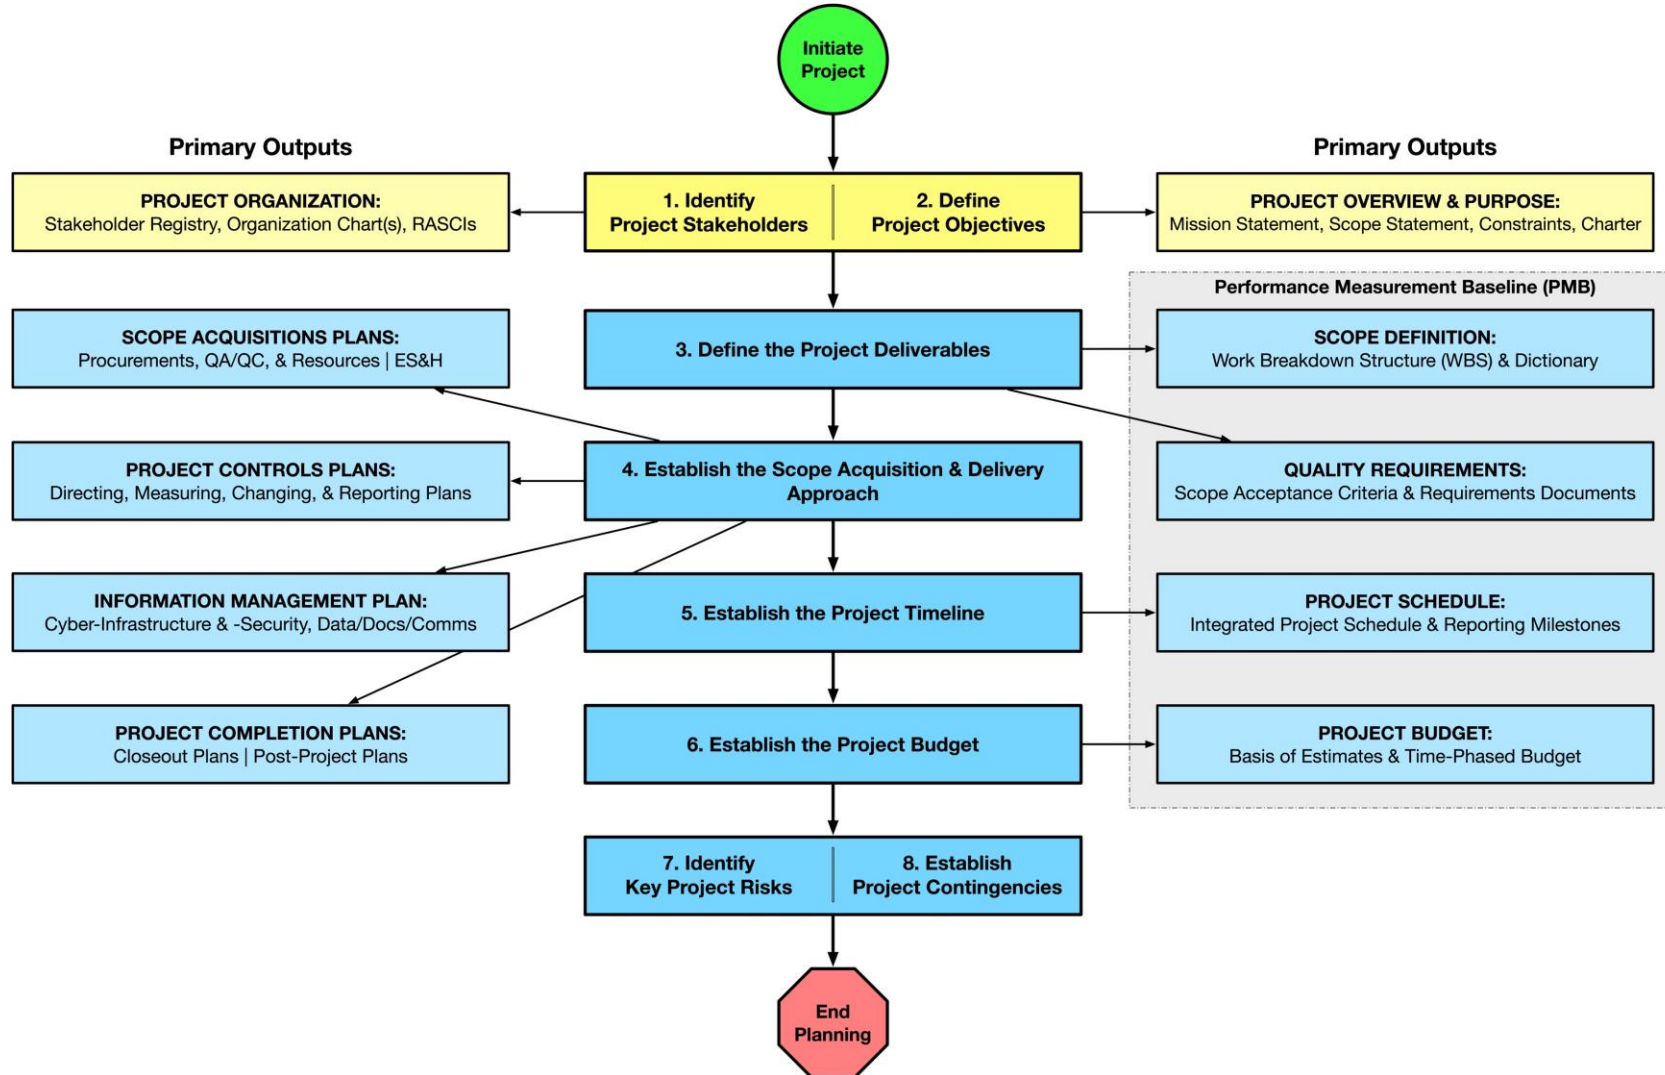 Initiate
Project
Primary Outputs
Primary Outputs
PROJECT ORGANIZATION:
Stakeholder Registry, Organization Chart(s), RASCIs
1. Identify
Project Stakeholders
2. Define
Project Objectives
PROJECT OVERVIEW & PURPOSE:
Mission Statement, Scope Statement, Constraints, Charter
Performance Measurement Baseline (PMB)
SCOPE ACQUISITIONS PLANS:
Procurements, QA/QC, & Resources | ES&H
3. Define the Project Deliverables
SCOPE DEFINITION:
Work Breakdown Structure (WBS) & Dictionary
PROJECT CONTROLS PLANS:
Directing, Measuring, Changing, & Reporting Plans
4. Establish the Scope Acquisition & Delivery
Approach
QUALITY REQUIREMENTS:
Scope Acceptance Criteria & Requirements Documents
INFORMATION MANAGEMENT PLAN:
Cyber-Infrastructure & -Security, Data/Docs/Comms
5. Establish the Project Timeline
PROJECT SCHEDULE:
Integrated Project Schedule & Reporting Milestones
PROJECT COMPLETION PLANS:
Closeout Plans | Post-Project Plans
6. Establish the Project Budget
PROJECT BUDGET:
Basis of Estimates & Time-Phased Budget
7. Identify
Key Project Risks
8. Establish
Project Contingencies
End
Planning